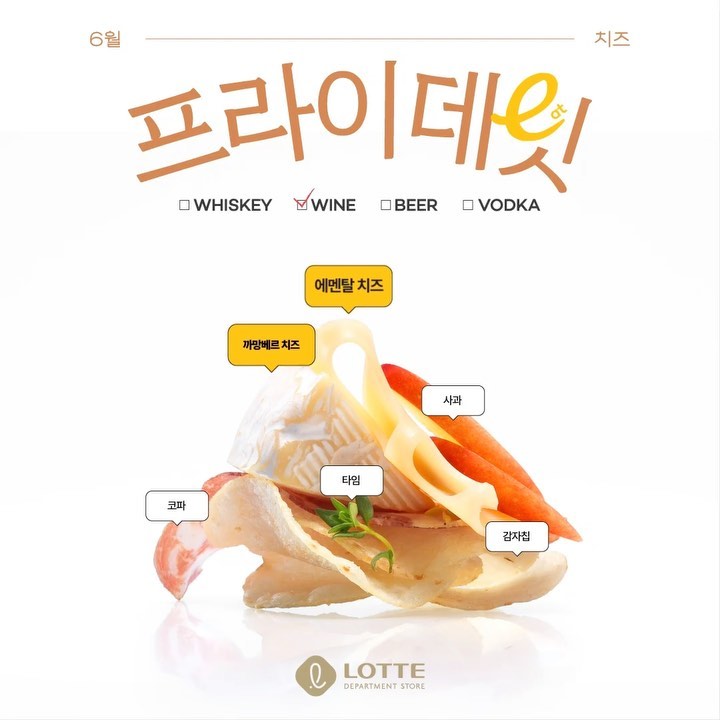 6월 치즈
프라이데잇
eat
☐ WHISKEY ☑ WINE ☐ BEER ☐ VODKA
에멘탈 치즈
까망베르 치즈
사과
타임
코파
감자칩
LOTTE
DEPARTMENT STORE